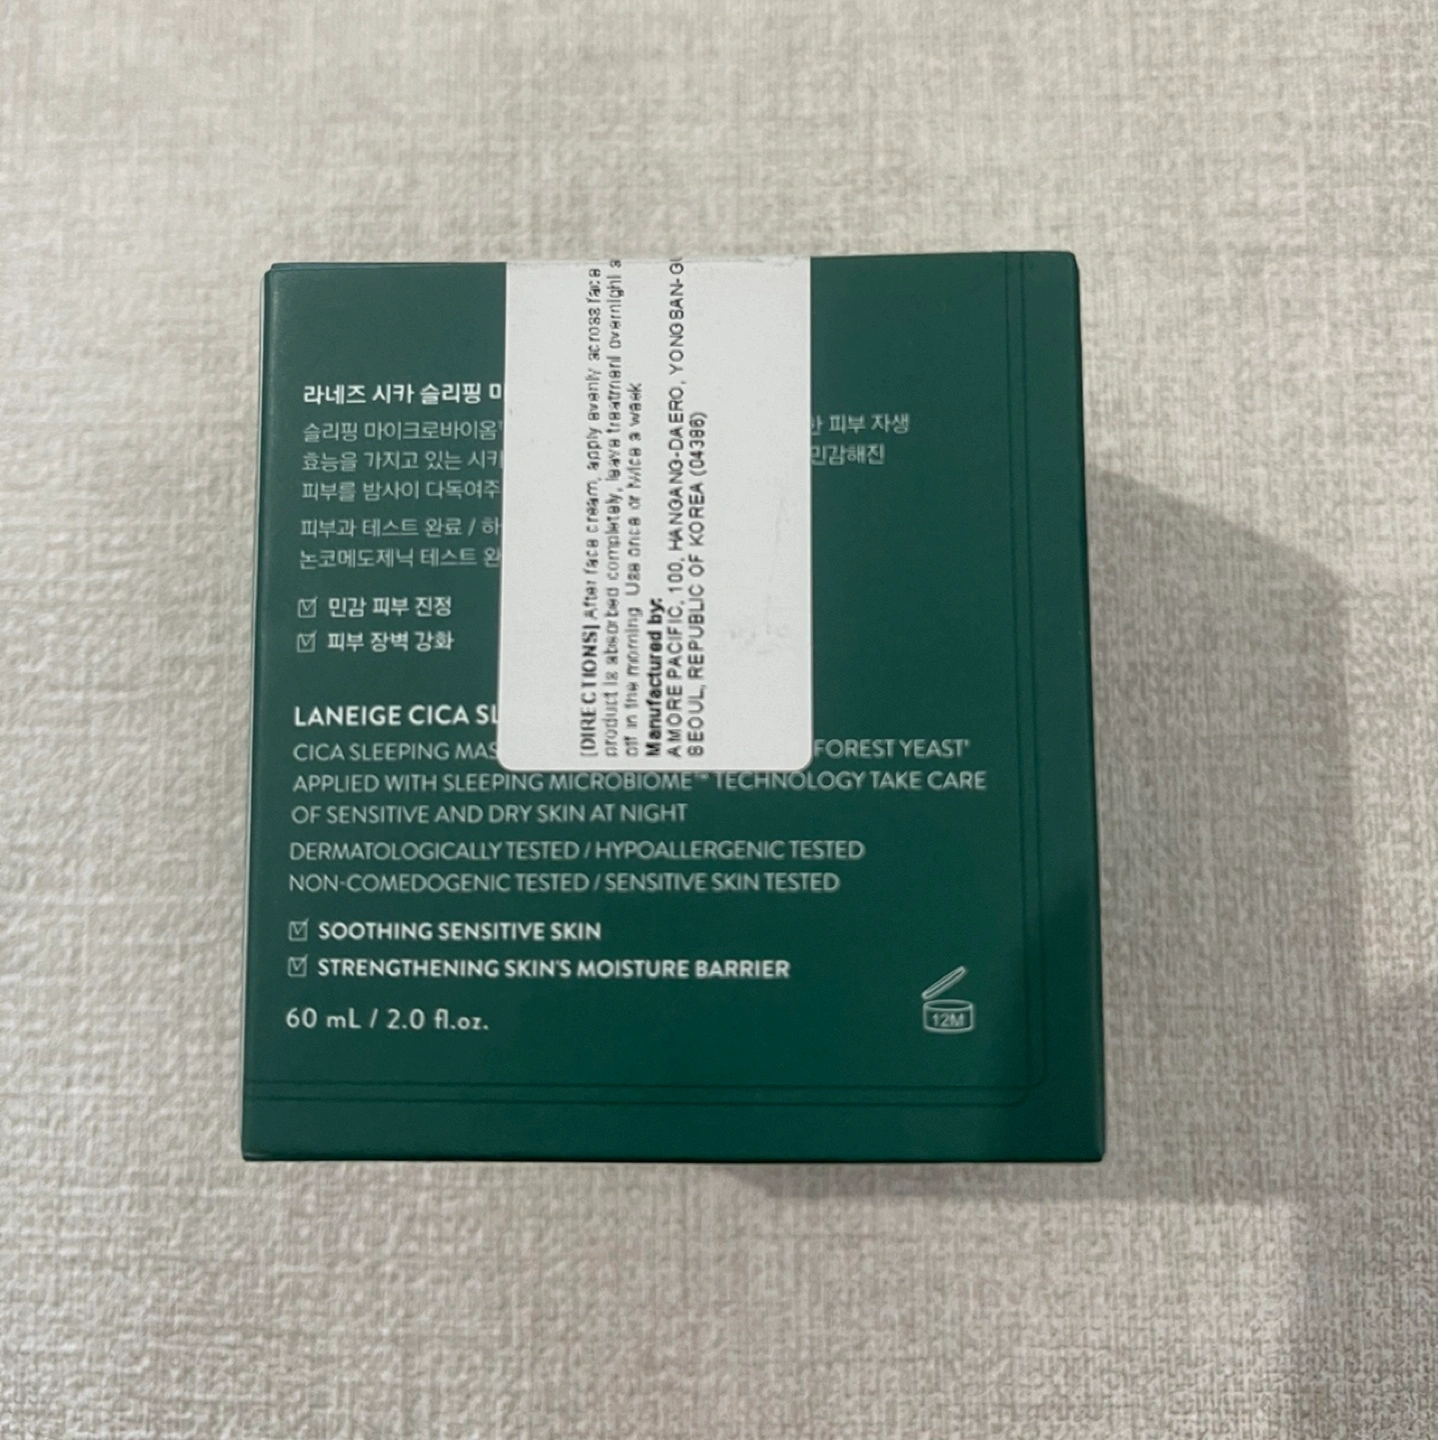 라네즈 시카 슬리핑
슬리핑 마이크로바이옴™ 피부 자생
효능을 가지고 있는 시카 민감해진
피부를 밤사이 다독여주
피부과 테스트 완료 / 하
논코메도제닉 테스트 완
민감 피부 진정
피부 장벽 강화
LANEIGE CICA SL
CICA SLEEPING MAS FOREST YEAST'
APPLIED WITH SLEEPING MICROBIOME™ TECHNOLOGY TAKE CARE
OF SENSITIVE AND DRY SKIN AT NIGHT
DERMATOLOGICALLY TESTED / HYPOALLERGENIC TESTED
NON-COMEDOGENIC TESTED / SENSITIVE SKIN TESTED
SOOTHING SENSITIVE SKIN
STRENGTHENING SKIN'S MOISTURE BARRIER
60 mL / 2.0 fl.oz.
12M
[DIRECTIONS] After face cream, apply evenly across face
product is absorbed completely, leave treatment overnight a
off in the morning. Use once or twice a week
Manufactured by:
AMORE PACIFIC, 100, HANGANG-DAERO, YONGSAN-GU
SEOUL, REPUBLIC OF KOREA (04386)